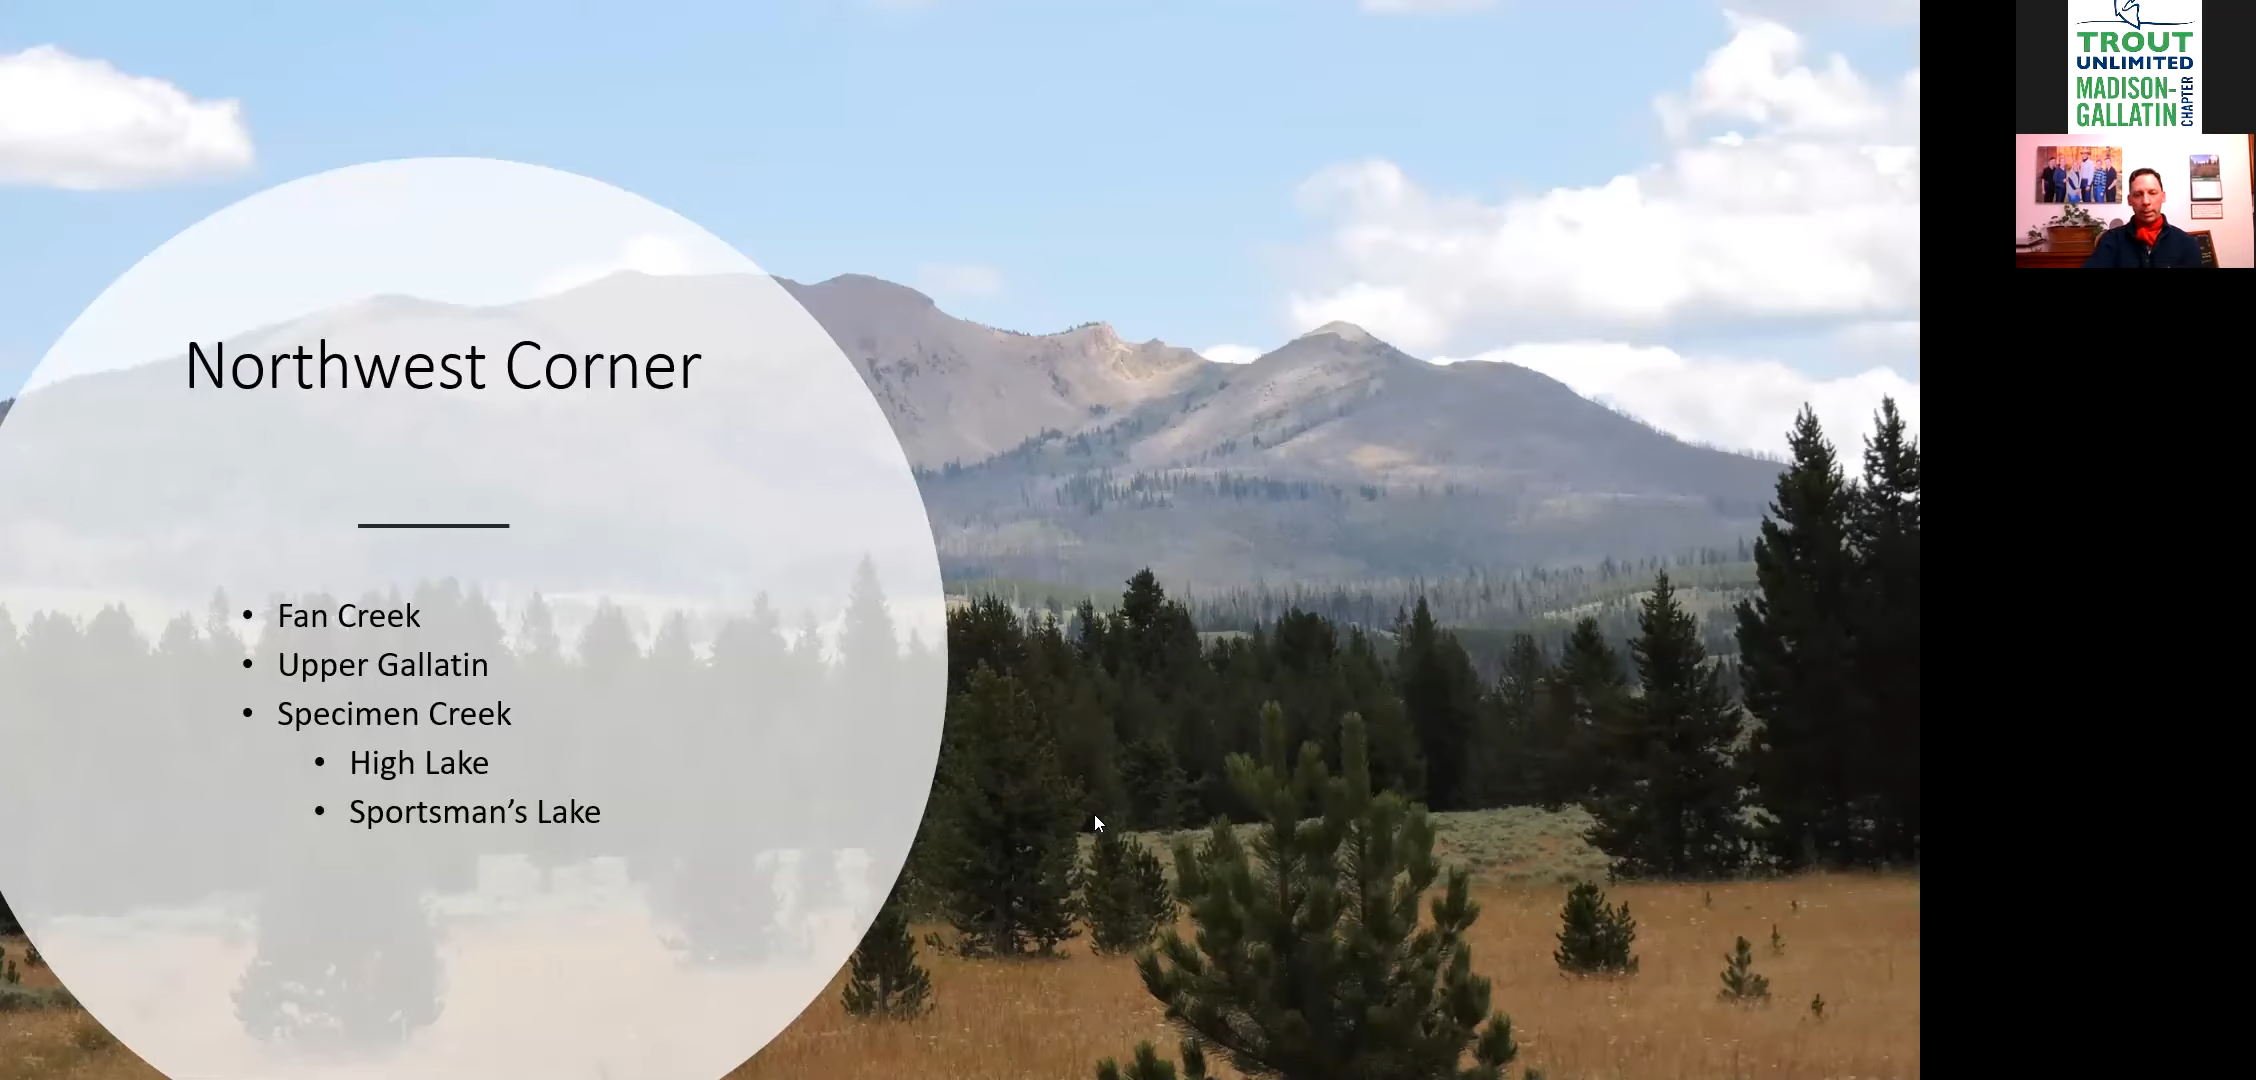 Northwest Corner
• Fan Creek
• Upper Gallatin
• Specimen Creek
• High Lake
• Sportsman’s Lake
TROUT
UNLIMITED
MADISON-
GALLATIN
CHAPTER